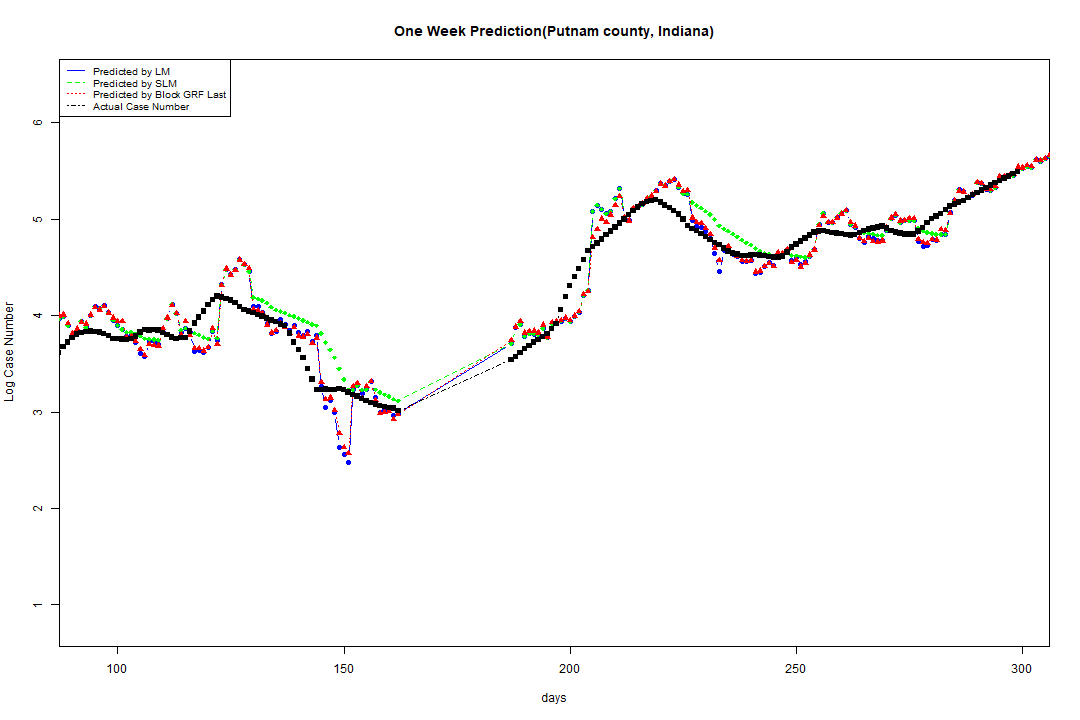 One Week Prediction(Putnam county, Indiana)
Predicted by LM
Predicted by SLM
Predicted by Block GRF Last
Actual Case Number
Log Case Number
6
5
4
3
2
1
100 150 200 250 300
days